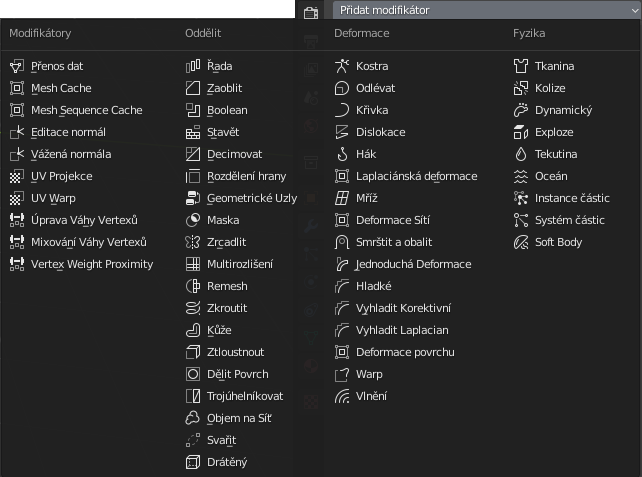 Přidat modifikátor
Modifikátory
Přenos dat
Mesh Cache
Mesh Sequence Cache
Editace normál
Vážená normála
UV Projekce
UV Warp
Úprava Váhy Vertexů
Mixování Váhy Vertexů
Vertex Weight Proximity
Oddělit
Řada
Zaoblit
Boolean
Stavět
Decimovat
Rozdělení hrany
Geometrické Uzly
Maska
Zrcadlit
Multirozlišení
Remesh
Zkroutit
Kůže
Ztloustnout
Dělit Povrch
Trojúhelníkovat
Objem na Síť
Svařit
Drátěný
Deformace
Kostra
Odlévat
Křivka
Dislokace
Hák
Laplaciánská deformace
Mříž
Deformace Sítí
Smrštit a obalit
Jednoduchá Deformace
Hladké
Vyhladit Korektivní
Vyhladit Laplacian
Deformace povrchu
Warp
Vlnění
Fyzika
Tkanina
Kolize
Dynamický
Exploze
Tekutina
Oceán
Instance částic
Systém částic
Soft Body